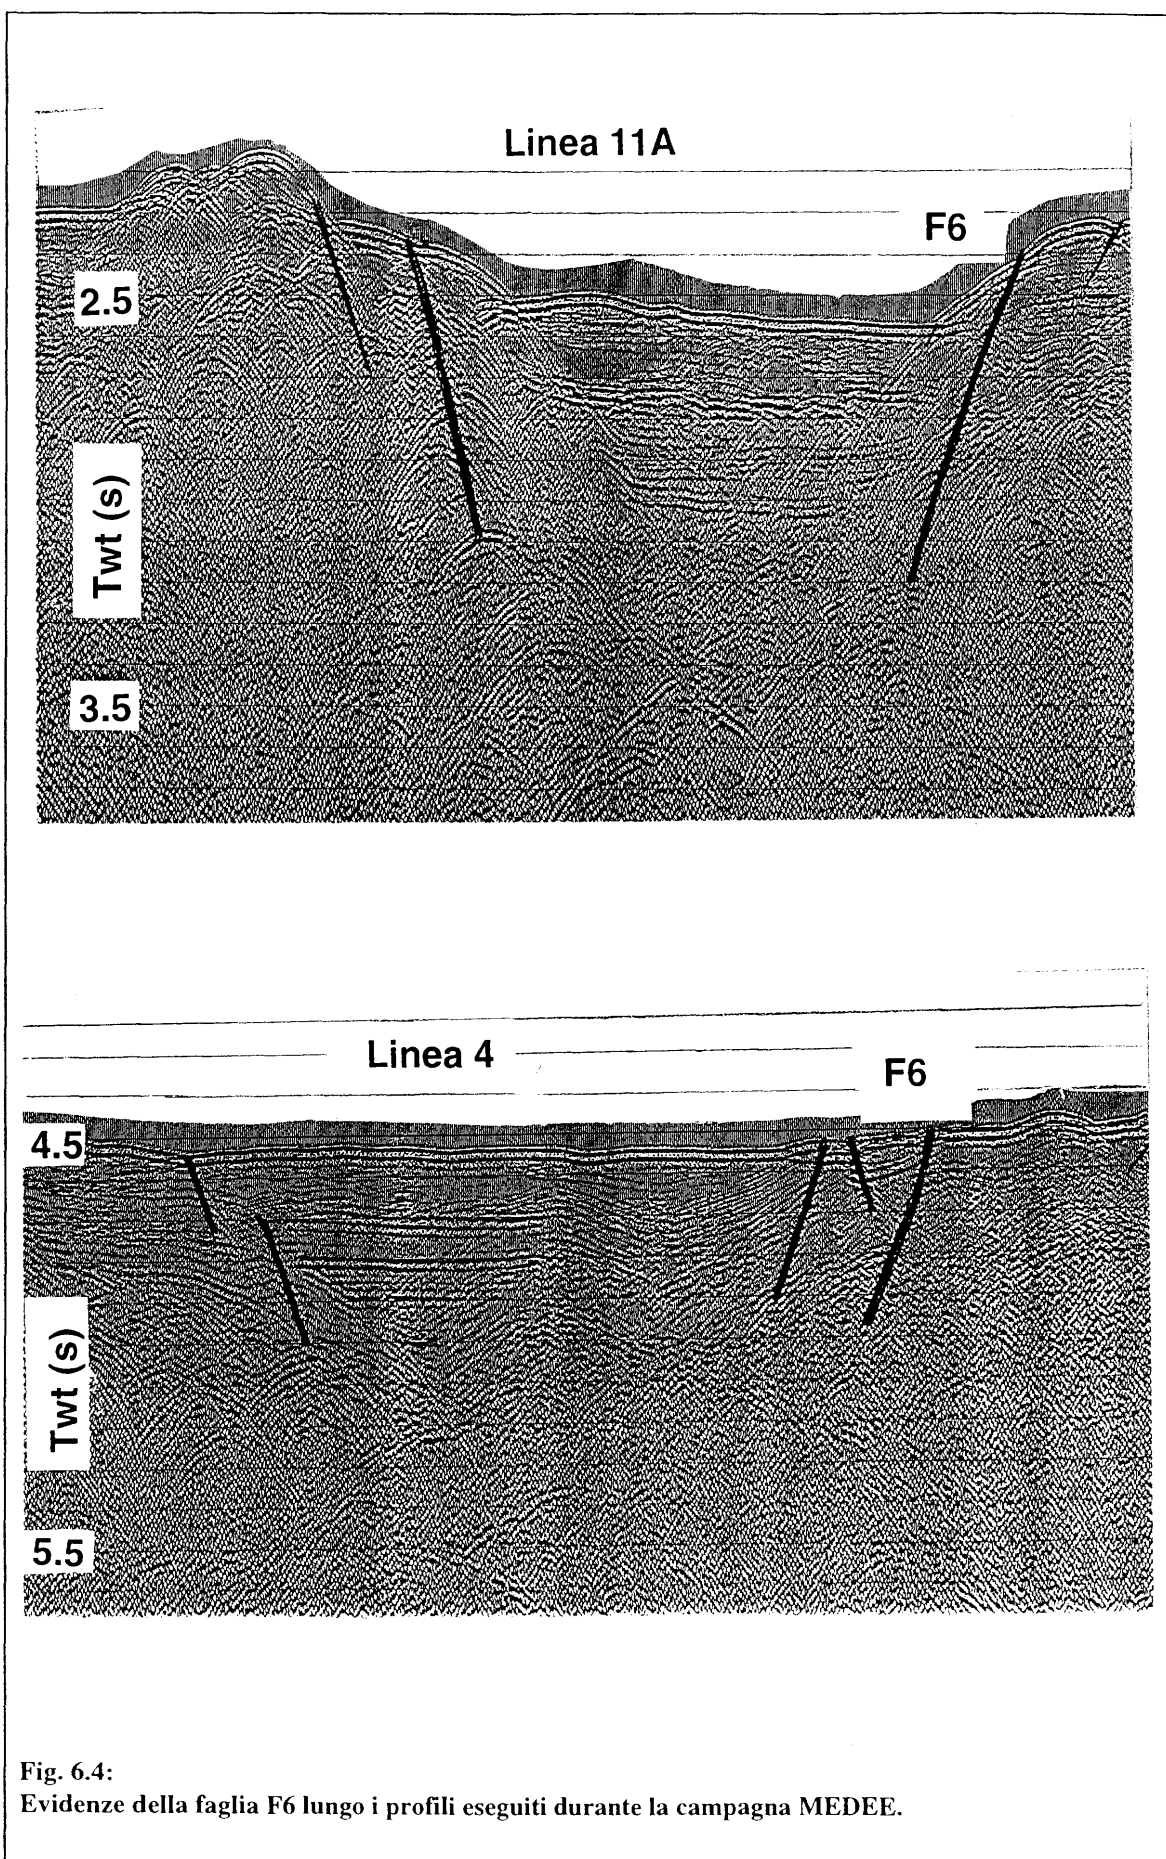 Linea 11A
F6
2.5
Twt (s)
3.5
Linea 4
F6
4.5
Twt (s)
5.5
Fig. 6.4:
Evidenze della faglia F6 lungo i profili eseguiti durante la campagna MEDEE.